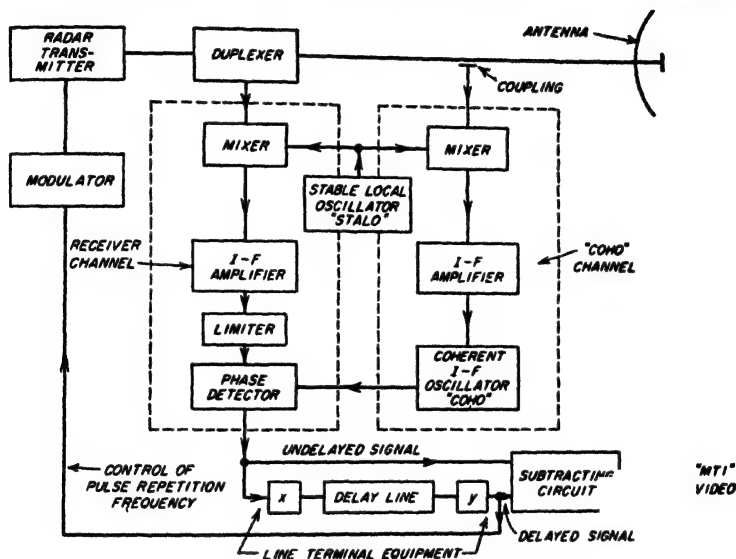 RADAR
TRANS-
MITTER
DUPLEXER
ANTENNA
COUPLING
MIXER
MIXER
MODULATOR
STABLE LOCAL
OSCILLATOR
"STALO"
RECEIVER
CHANNEL
I-F
AMPLIFIER
I-F
AMPLIFIER
"COHO"
CHANNEL
LIMITER
PHASE
DETECTOR
COHERENT
I-F
OSCILLATOR
"COHO"
UNDELAYED SIGNAL
CONTROL OF
PULSE REPETITION
FREQUENCY
x
DELAY LINE
y
SUBTRACTING
CIRCUIT
"MTI"
VIDEO
LINE TERMINAL EQUIPMENT
DELAYED SIGNAL